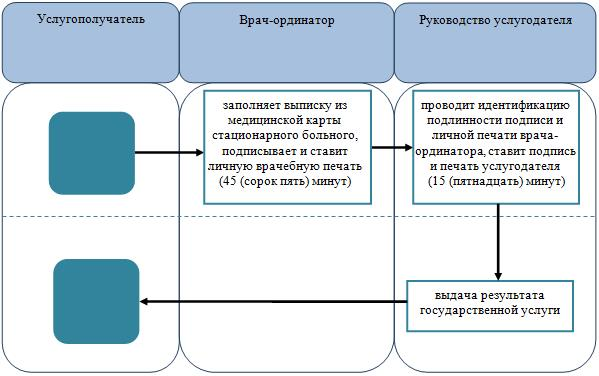 Услугополучатель
Врач-ординатор
Руководство услугодателя
заполняет выписку из
медицинской карты
стационарного больного,
подписывает и ставит
личную врачебную печать
(45 (сорок пять) минут)
проводит идентификацию
подлинности подписи и
личной печати врача-
ординатора, ставит подпись
и печать услугодателя
(15 (пятнадцать) минут)
выдача результата
государственной услуги